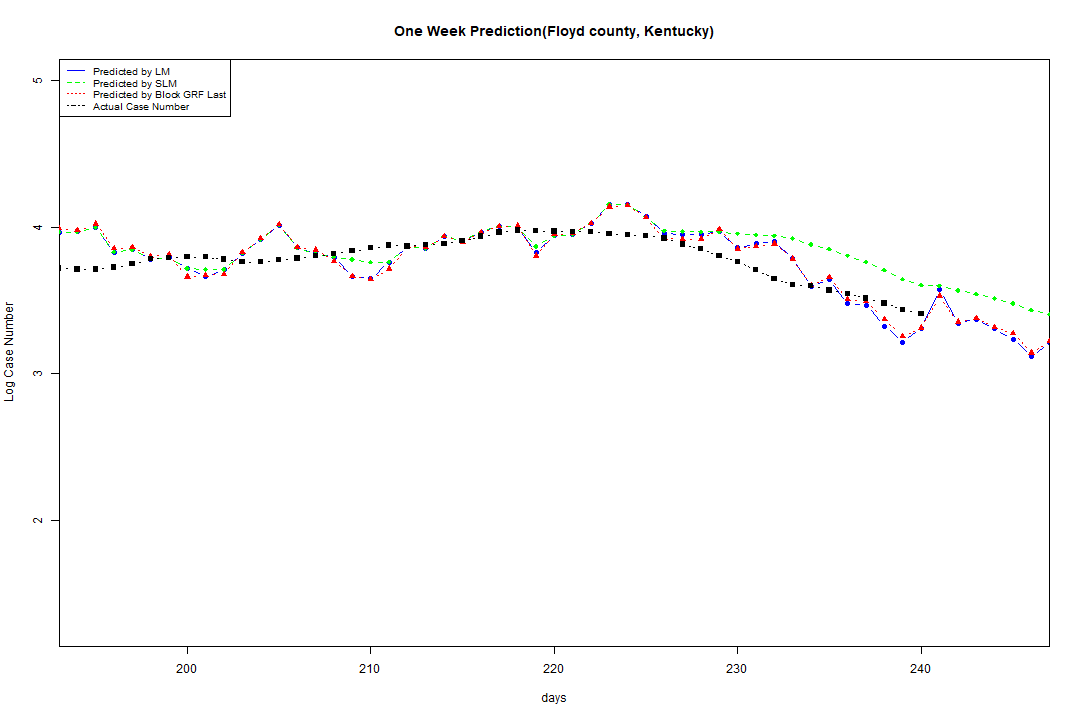 One Week Prediction(Floyd county, Kentucky)
Predicted by LM
Predicted by SLM
Predicted by Block GRF Last
Actual Case Number
5
4
3
2
Log Case Number
200 210 220 230 240
days